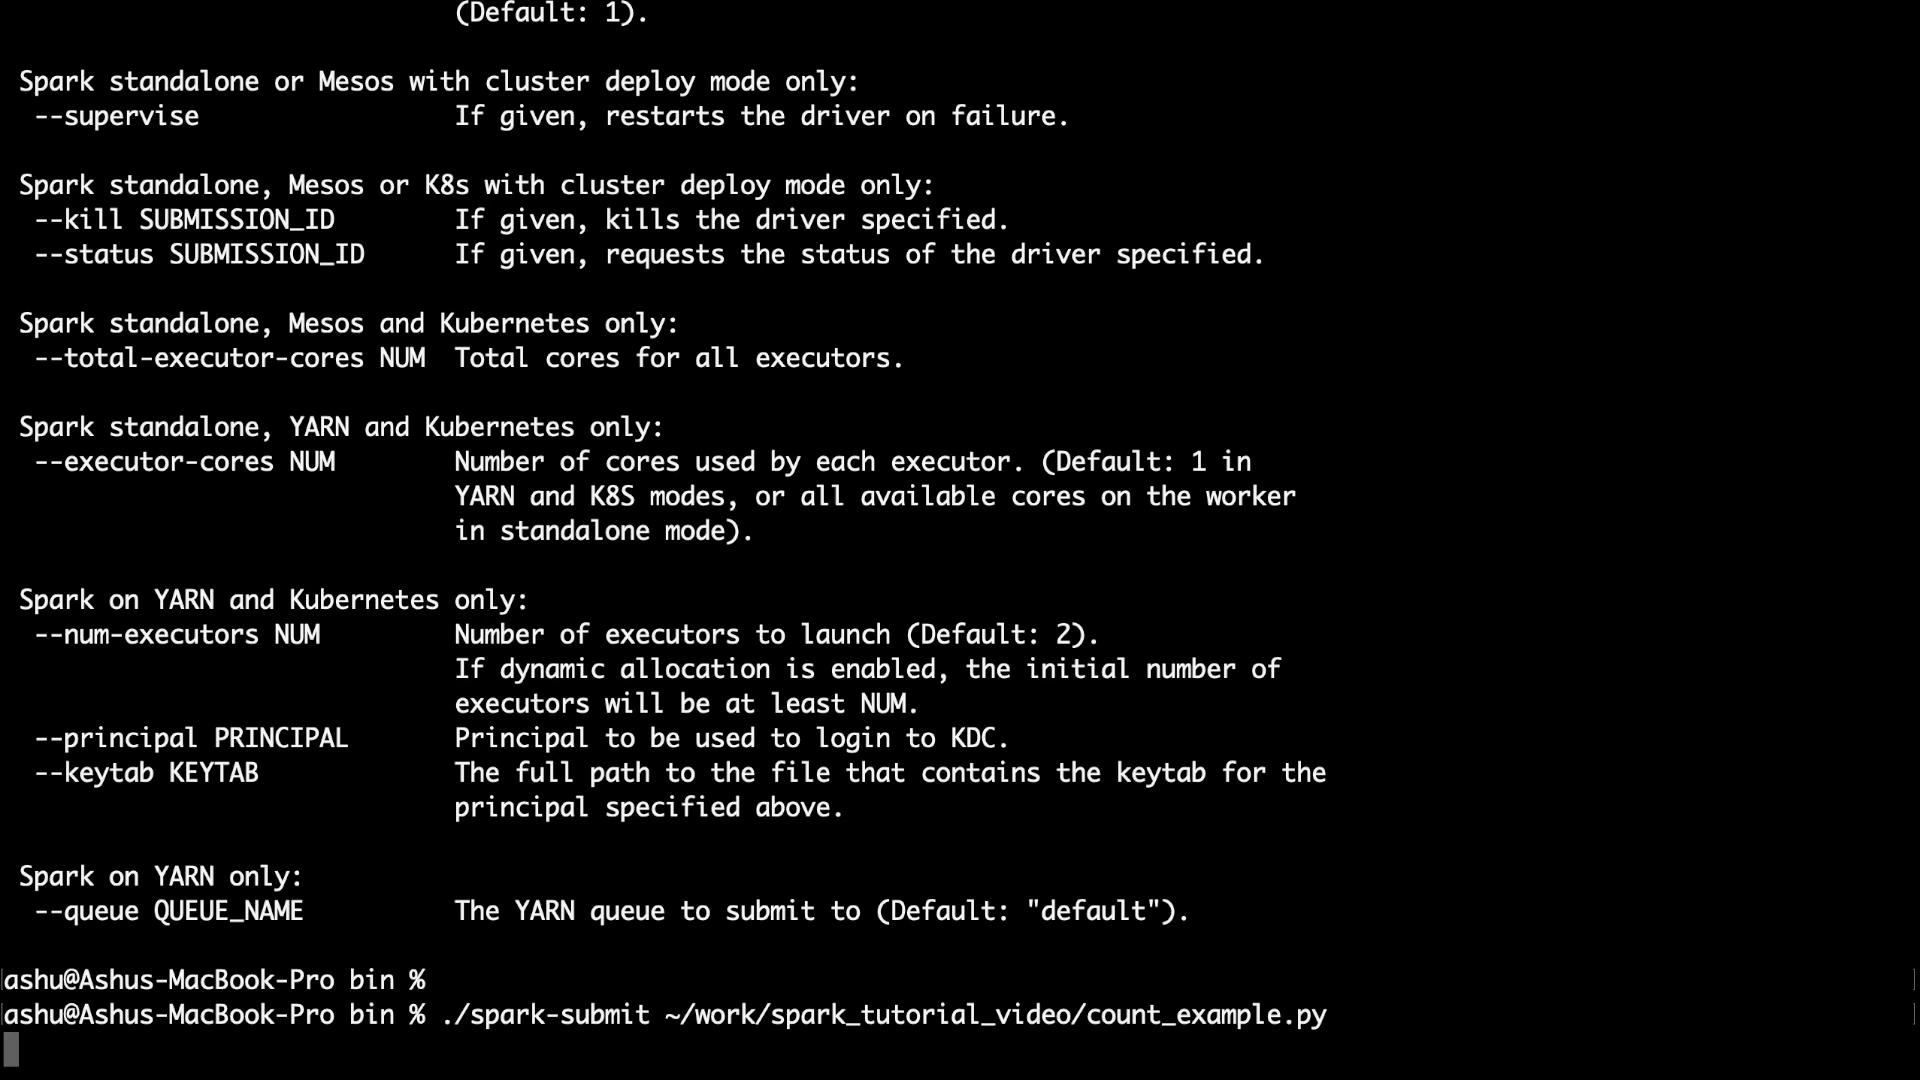 (Default: 1).
Spark standalone or Mesos with cluster deploy mode only:
--supervise If given, restarts the driver on failure.
Spark standalone, Mesos or K8s with cluster deploy mode only:
--kill SUBMISSION_ID If given, kills the driver specified.
--status SUBMISSION_ID If given, requests the status of the driver specified.
Spark standalone, Mesos and Kubernetes only:
--total-executor-cores NUM Total cores for all executors.
Spark standalone, YARN and Kubernetes only:
--executor-cores NUM Number of cores used by each executor. (Default: 1 in
YARN and K8S modes, or all available cores on the worker
in standalone mode).
Spark on YARN and Kubernetes only:
--num-executors NUM Number of executors to launch (Default: 2).
If dynamic allocation is enabled, the initial number of
executors will be at least NUM.
--principal PRINCIPAL Principal to be used to login to KDC.
--keytab KEYTAB The full path to the file that contains the keytab for the
principal specified above.
Spark on YARN only:
--queue QUEUE_NAME The YARN queue to submit to (Default: "default").
ashu@Ashus-MacBook-Pro bin %
ashu@Ashus-MacBook-Pro bin % ./spark-submit ~/work/spark_tutorial_video/count_example.py